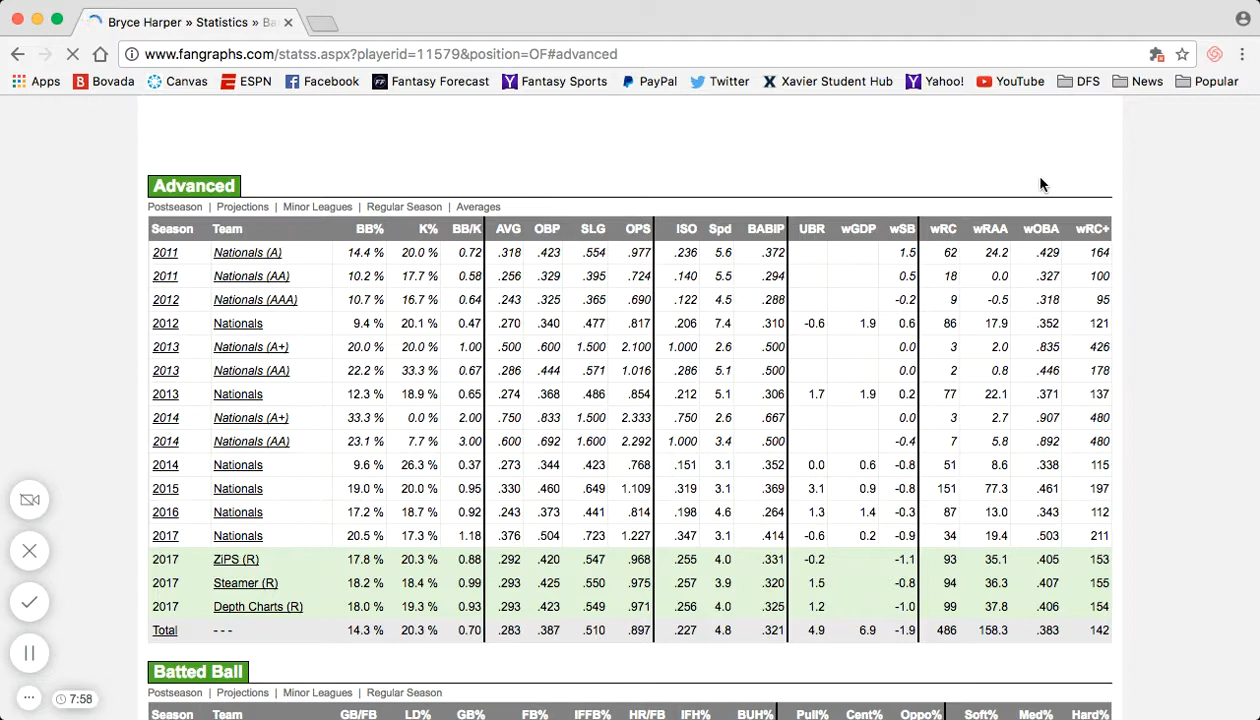 Bryce Harper » Statistics » Ba
www.fangraphs.com/statss.aspx?playerid=11579&position=OF#advanced
Apps Bovada Canvas ESPN Facebook Fantasy Forecast Fantasy Sports PayPal Twitter Xavier Student Hub Yahoo! YouTube DFS News Popular
Advanced
Postseason | Projections | Minor Leagues | Regular Season | Averages
Season Team BB% K% BB/K AVG OBP SLG OPS ISO Spd BABIP UBR wGDP wSB wRC wRAA wOBA wRC+
2011 Nationals (A) 14.4 % 20.0 % 0.72 .318 .423 .554 .977 .236 5.6 .372 1.5 62 24.2 .429 164
2011 Nationals (AA) 10.2 % 17.7 % 0.58 .256 .329 .395 .724 .140 5.5 .294 0.5 18 0.0 .327 100
2012 Nationals (AAA) 10.7 % 16.7 % 0.64 .243 .325 .365 .690 .122 4.5 .288 -0.2 9 -0.5 .318 95
2012 Nationals 9.4 % 20.1 % 0.47 .270 .340 .477 .817 .206 7.4 .310 -0.6 1.9 0.6 86 17.9 .352 121
2013 Nationals (A+) 20.0 % 20.0 % 1.00 .500 .600 1.500 2.100 1.000 2.6 .500 0.0 3 2.0 .835 426
2013 Nationals (AA) 22.2 % 33.3 % 0.67 .286 .444 .571 1.016 .286 5.1 .500 0.0 2 0.8 .446 178
2013 Nationals 12.3 % 18.9 % 0.65 .274 .368 .486 .854 .212 5.1 .306 1.7 1.9 0.2 77 22.1 .371 137
2014 Nationals (A+) 33.3 % 0.0 % 2.00 .750 .833 1.500 2.333 .750 2.6 .667 0.0 3 2.7 .907 480
2014 Nationals (AA) 23.1 % 7.7 % 3.00 .600 .692 1.600 2.292 1.000 3.4 .500 -0.4 7 5.8 .892 480
2014 Nationals 9.6 % 26.3 % 0.37 .273 .344 .423 .768 .151 3.1 .352 0.0 0.6 -0.8 51 8.6 .338 115
2015 Nationals 19.0 % 20.0 % 0.95 .330 .460 .649 1.109 .319 3.1 .369 3.1 0.9 -0.8 151 77.3 .461 197
2016 Nationals 17.2 % 18.7 % 0.92 .243 .373 .441 .814 .198 4.6 .264 1.3 1.4 -0.3 87 13.0 .343 112
2017 Nationals 20.5 % 17.3 % 1.18 .376 .504 .723 1.227 .347 3.1 .414 -0.6 0.2 -0.9 34 19.4 .503 211
2017 ZiPS (R) 17.8 % 20.3 % 0.88 .292 .420 .547 .968 .255 4.0 .331 -0.2 -1.1 93 35.1 .405 153
2017 Steamer (R) 18.2 % 18.4 % 0.99 .293 .425 .550 .975 .257 3.9 .320 1.5 -0.8 94 36.3 .407 155
2017 Depth Charts (R) 18.0 % 19.3 % 0.93 .293 .423 .549 .971 .256 4.0 .325 1.2 -1.0 99 37.8 .406 154
Total - - - 14.3 % 20.3 % 0.70 .283 .387 .510 .897 .227 4.8 .321 4.9 6.9 -1.9 486 158.3 .383 142
Batted Ball
Postseason | Projections | Minor Leagues | Regular Season
7:58
Season Team GB/FB LD% GB% FB% IFFB% HR/FB IFH% BUH% Pull% Cent% Oppo% Soft% Med% Hard%